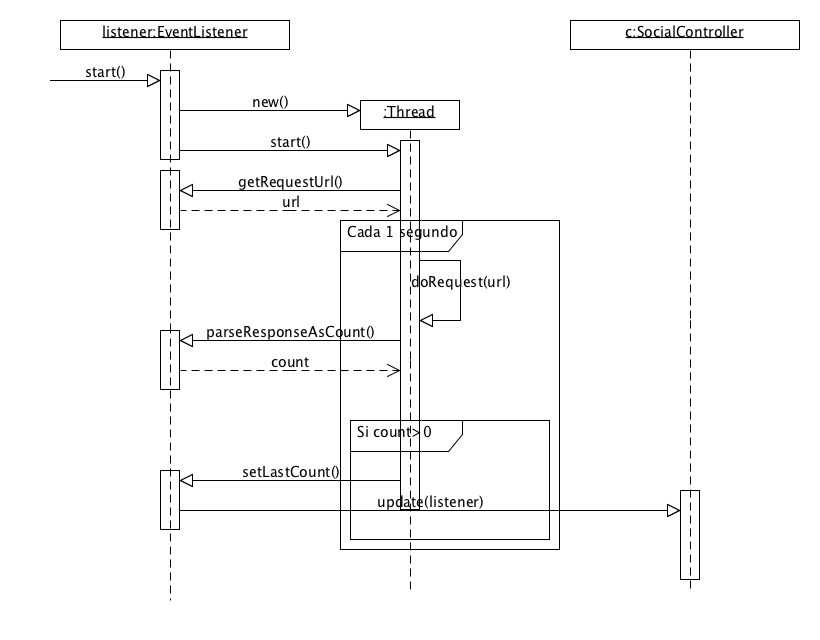 listener:EventListener
c:SocialController
start()
new()
:Thread
start()
getRequestUrl()
url
Cada 1 segundo
doRequest(url)
parseResponseAsCount()
count
Si count>0
setLastCount()
update(listener)